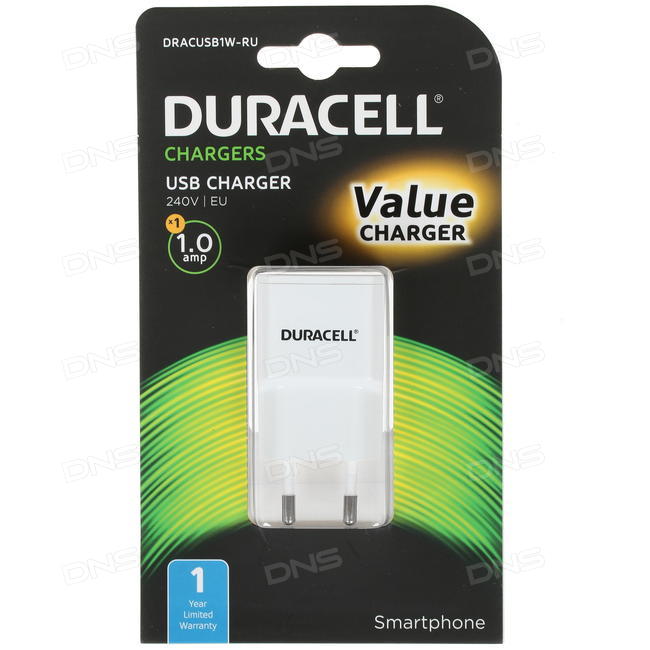 DRACUSB1W-RU
DURACELL®
CHARGERS
USB CHARGER
240V | EU
x1
1.0
amp
Value
CHARGER
DURACELL®
1
Year
Limited
Warranty
Smartphone
DNS